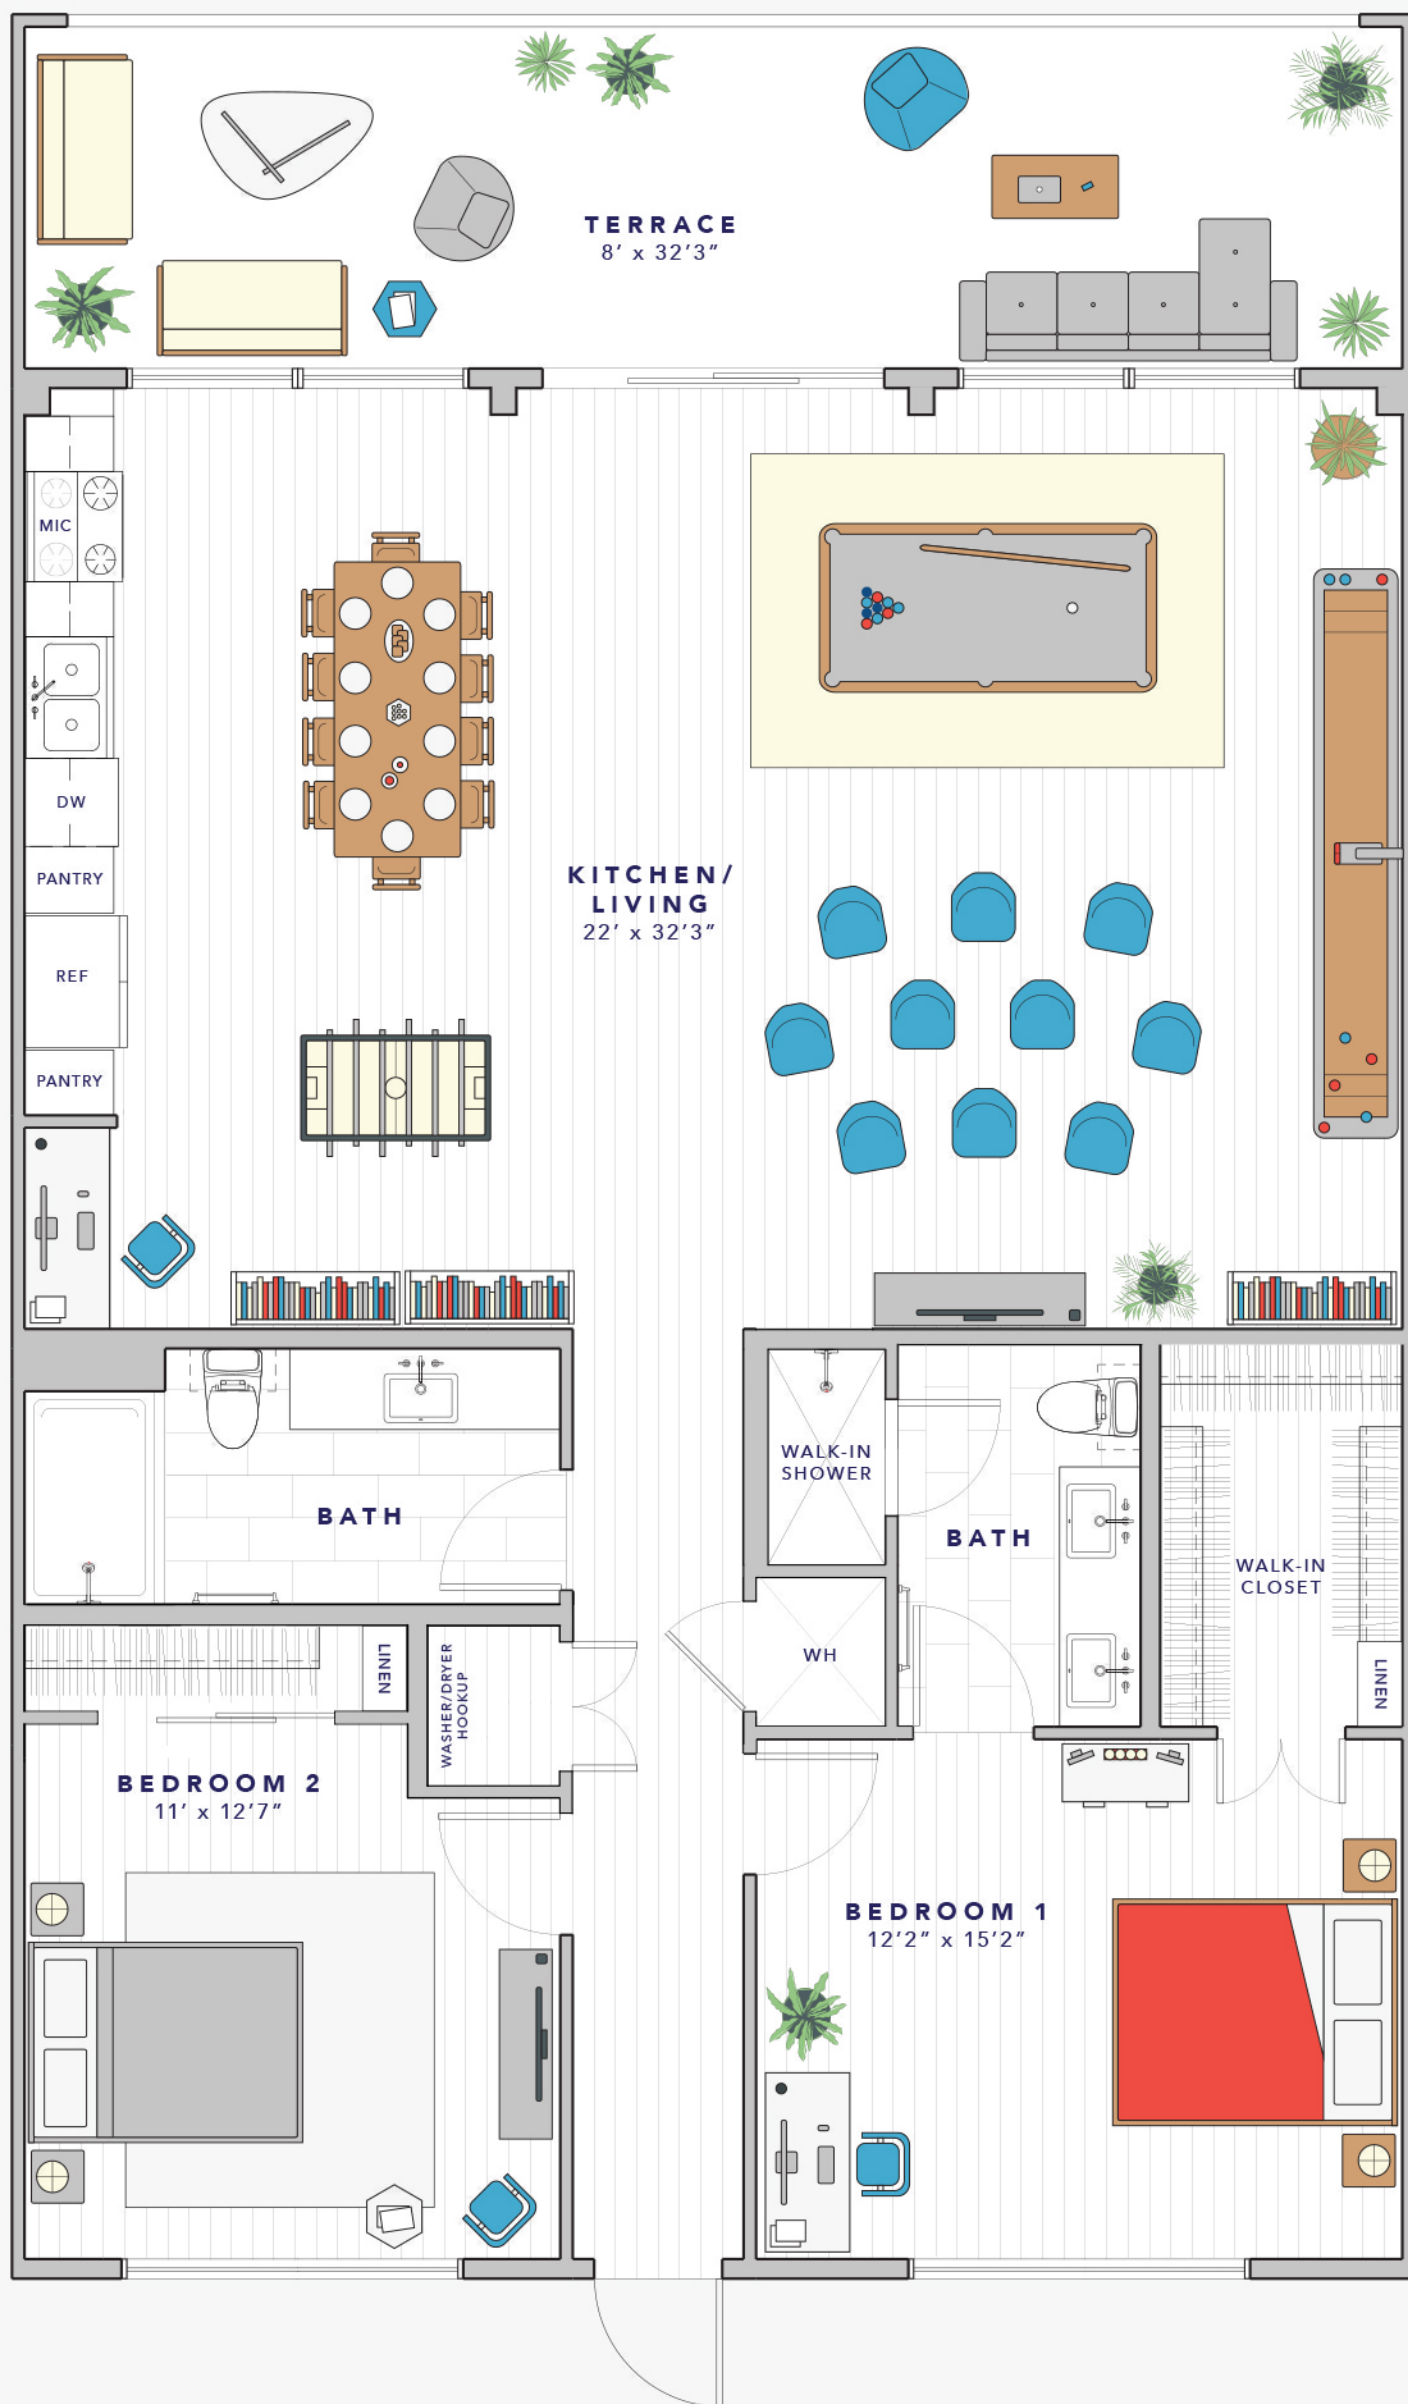 TERRACE
8′ x 32′3″
MIC
DW
PANTRY
KITCHEN/
LIVING
22′ x 32′3″
REF
PANTRY
WALK-IN
SHOWER
BATH
BATH
WALK-IN
CLOSET
WH
LINEN
WASHER/DRYER
HOOKUP
LINEN
BEDROOM 2
11′ x 12′7″
BEDROOM 1
12′2″ x 15′2″